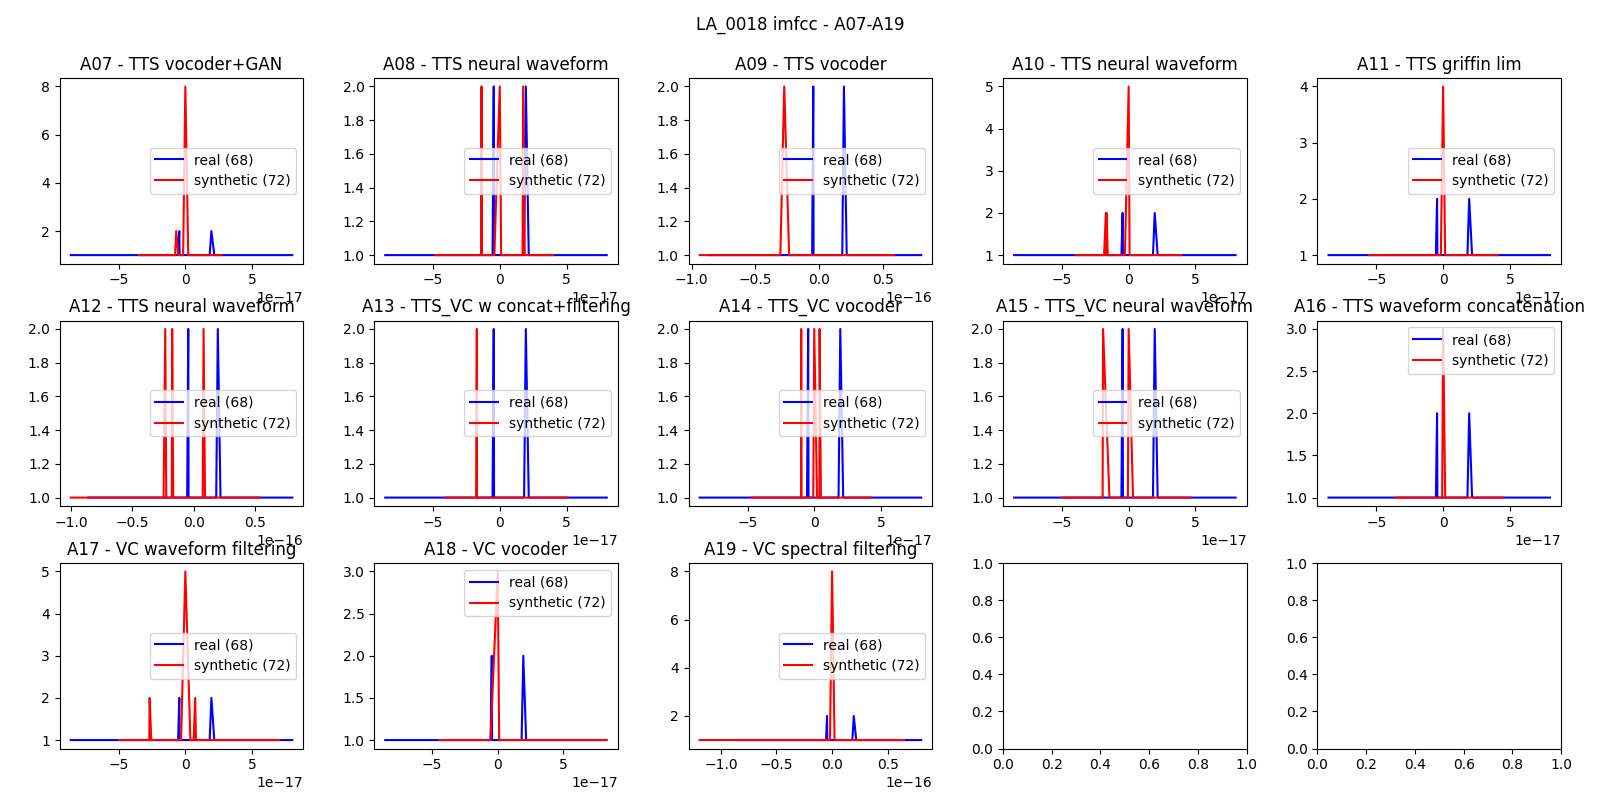 LA_0018 imfcc - A07-A19
A07 - TTS vocoder+GAN
8
6
4
2
real (68)
synthetic (72)
−5 0 5
1e−17
A08 - TTS neural waveform
2.0
1.8
1.6
1.4
1.2
1.0
real (68)
synthetic (72)
−5 0 5
1e−17
A09 - TTS vocoder
2.0
1.8
1.6
1.4
1.2
1.0
real (68)
synthetic (72)
−1.0 −0.5 0.0 0.5
1e−16
A10 - TTS neural waveform
5
4
3
2
1
real (68)
synthetic (72)
−5 0 5
1e−17
A11 - TTS griffin lim
4
3
2
1
real (68)
synthetic (72)
−5 0 5
1e−17
A12 - TTS neural waveform
2.0
1.8
1.6
1.4
1.2
1.0
real (68)
synthetic (72)
−1.0 −0.5 0.0 0.5
1e−16
A13 - TTS_VC w concat+filtering
2.0
1.8
1.6
1.4
1.2
1.0
real (68)
synthetic (72)
−5 0 5
1e−17
A14 - TTS_VC vocoder
2.0
1.8
1.6
1.4
1.2
1.0
real (68)
synthetic (72)
−5 0 5
1e−17
A15 - TTS_VC neural waveform
2.0
1.8
1.6
1.4
1.2
1.0
real (68)
synthetic (72)
−5 0 5
1e−17
A16 - TTS waveform concatenation
3.0
2.5
2.0
1.5
1.0
real (68)
synthetic (72)
−5 0 5
1e−17
A17 - VC waveform filtering
5
4
3
2
1
real (68)
synthetic (72)
−5 0 5
1e−17
A18 - VC vocoder
3.0
2.5
2.0
1.5
1.0
real (68)
synthetic (72)
−5 0 5
1e−17
A19 - VC spectral filtering
8
6
4
2
real (68)
synthetic (72)
−1.0 −0.5 0.0 0.5
1e−16
1.0
0.8
0.6
0.4
0.2
0.0
0.0 0.2 0.4 0.6 0.8 1.0
1.0
0.8
0.6
0.4
0.2
0.0
0.0 0.2 0.4 0.6 0.8 1.0